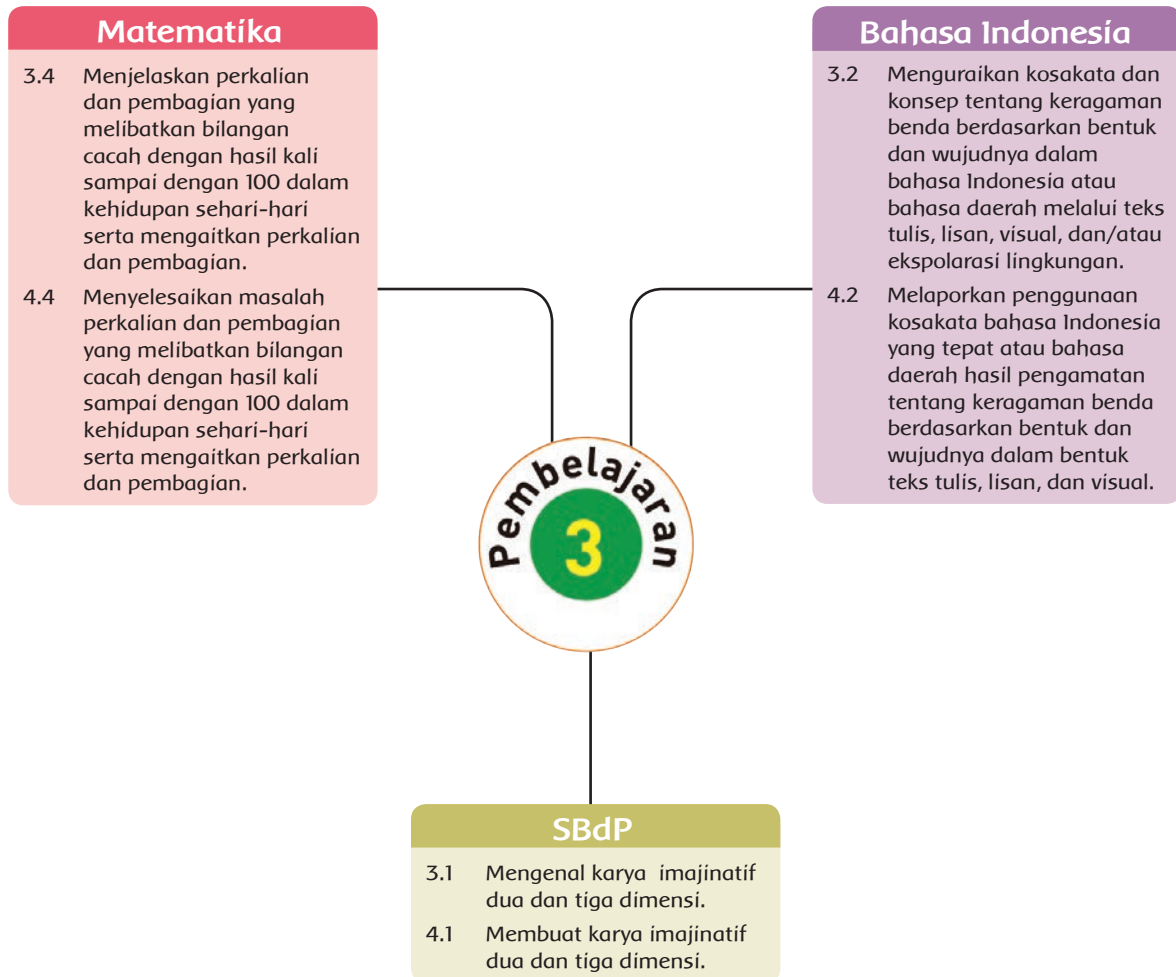 Matematika
3.4 Menjelaskan perkalian
dan pembagian yang
melibatkan bilangan
cacah dengan hasil kali
sampai dengan 100 dalam
kehidupan sehari-hari
serta mengaitkan perkalian
dan pembagian.
4.4 Menyelesaikan masalah
perkalian dan pembagian
yang melibatkan bilangan
cacah dengan hasil kali
sampai dengan 100 dalam
kehidupan sehari-hari
serta mengaitkan perkalian
dan pembagian.
Bahasa Indonesia
3.2 Menguraikan kosakata dan
konsep tentang keragaman
benda berdasarkan bentuk
dan wujudnya dalam
bahasa Indonesia atau
bahasa daerah melalui teks
tulis, lisan, visual, dan/atau
ekspolarasi lingkungan.
4.2 Melaporkan penggunaan
kosakata bahasa Indonesia
yang tepat atau bahasa
daerah hasil pengamatan
tentang keragaman benda
berdasarkan bentuk dan
wujudnya dalam bentuk
teks tulis, lisan, dan visual.
Pembelajaran
3
SBdP
3.1 Mengenal karya imajinatif
dua dan tiga dimensi.
4.1 Membuat karya imajinatif
dua dan tiga dimensi.